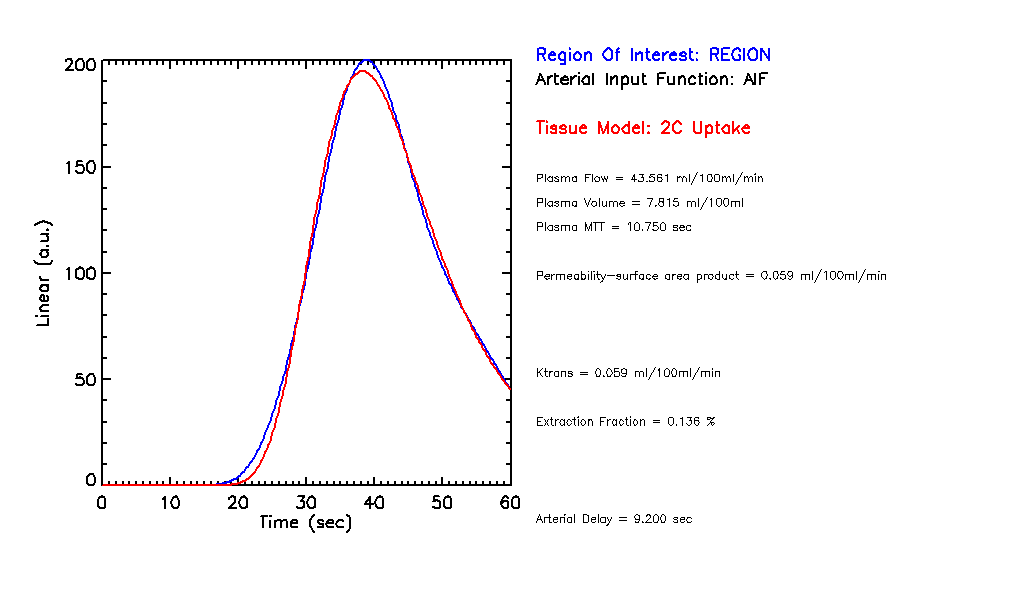 Region Of Interest: REGION
Arterial Input Function: AIF
Tissue Model: 2C Uptake
Plasma Flow = 43.561 ml/100ml/min
Plasma Volume = 7.815 ml/100ml
Plasma MTT = 10.750 sec
Permeability-surface area product = 0.059 ml/100ml/min
Ktrans = 0.059 ml/100ml/min
Extraction Fraction = 0.136 %
Arterial Delay = 9.200 sec
Linear (a.u.)
200
150
100
50
0
0 10 20 30 40 50 60
Time (sec)